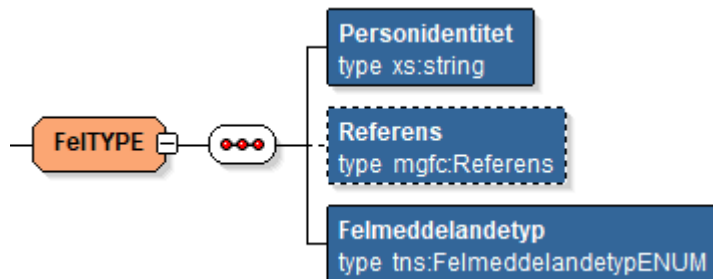 Personidentitet
type xs:string
FelTYPE
Referens
type mgfc:Referens
Felmeddelandetyp
type tns:FelmeddelandetypENUM